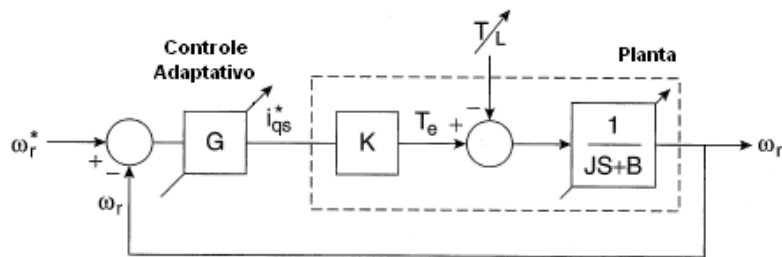 Controle
Adaptativo
T_L
Planta
ω_r^*
+
−
G
i_qs^*
K
T_e
+
−
1
JS+B
ω_r
ω_r